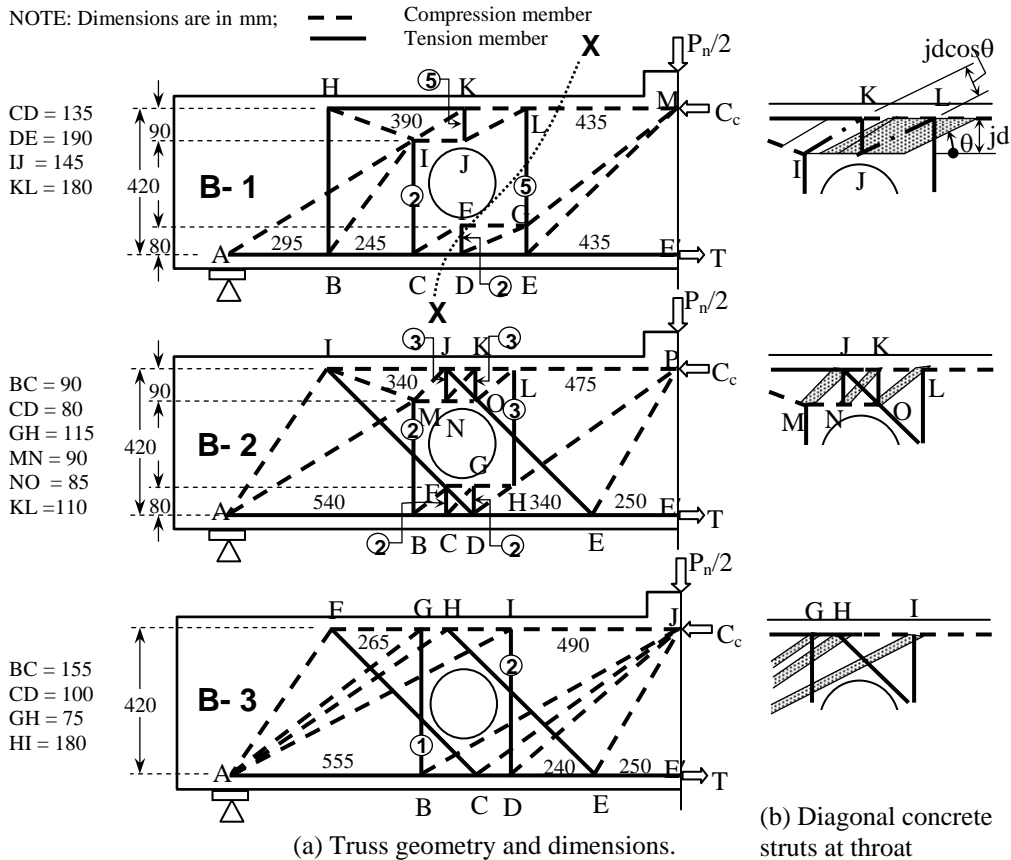 NOTE: Dimensions are in mm;
Compression member
Tension member
X
P_n/2
jdcosθ
H
K
5
M
C_c
K
L
CD = 135
DE = 190
IJ = 145
KL = 180
90
390
L
435
θ
jd
I
J
I
J
420
B- 1
2
5
F
G
80
A
295
245
435
E'
T
B
C
D
E
2
X
P_n/2
3
3
I
J
K
P
C_c
J
K
BC = 90
CD = 80
GH = 115
MN = 90
NO = 85
KL =110
90
340
L
475
L
M
N
O
3
M
N
O
420
B- 2
2
G
F
H
80
A
540
340
250
E'
T
2
B
C
D
2
E
P_n/2
F
G
H
I
J
C_c
G
H
I
265
490
BC = 155
CD = 100
GH = 75
HI = 180
420
B- 3
2
1
A
555
240
250
E'
T
B
C
D
E
(a) Truss geometry and dimensions.
(b) Diagonal concrete
struts at throat